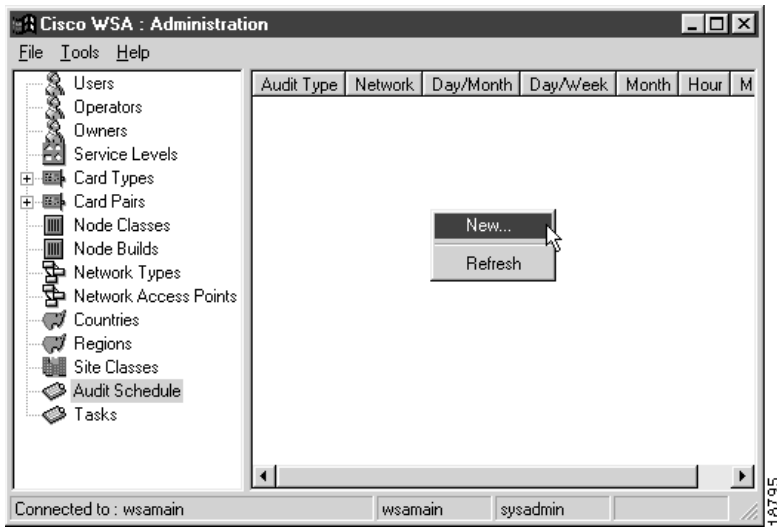 Cisco WSA : Administration
File Tools Help
Users
Operators
Owners
Service Levels
Card Types
Card Pairs
Node Classes
Node Builds
Network Types
Network Access Points
Countries
Regions
Site Classes
Audit Schedule
Tasks
Audit Type Network Day/Month Day/Week Month Hour M
New...
Refresh
Connected to : wsamain wsamain sysadmin
18795